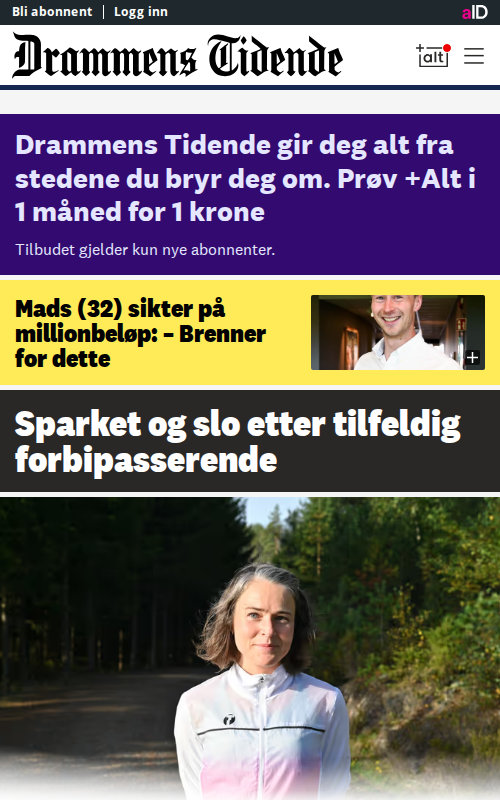 Bli abonnent | Logg inn
aID
Drammens Tidende
+alt
Drammens Tidende gir deg alt fra
stedene du bryr deg om. Prøv +Alt i
1 måned for 1 krone
Tilbudet gjelder kun nye abonnenter.
Mads (32) sikter på
millionbeløp: – Brenner
for dette
Sparket og slo etter tilfeldig
forbipasserende